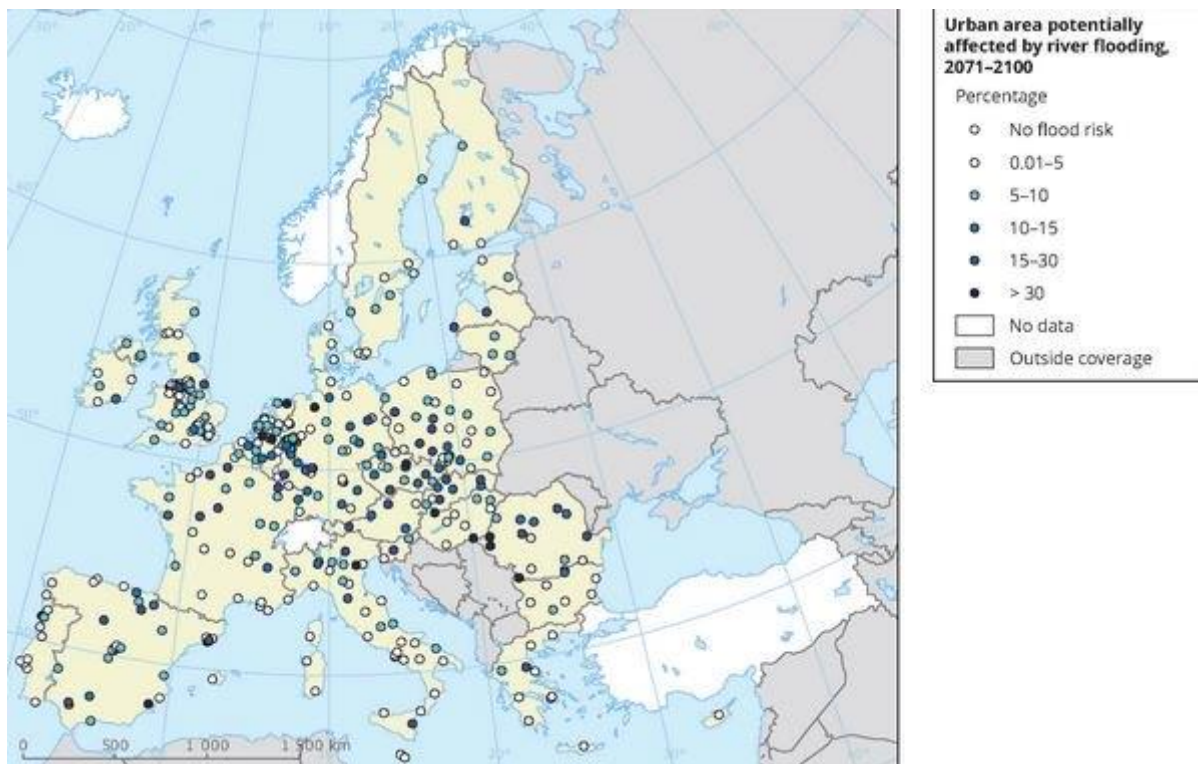 Urban area potentially
affected by river flooding,
2071–2100
Percentage
No flood risk
0.01–5
5–10
10–15
15–30
> 30
No data
Outside coverage
0 500 1 000 1 500 km